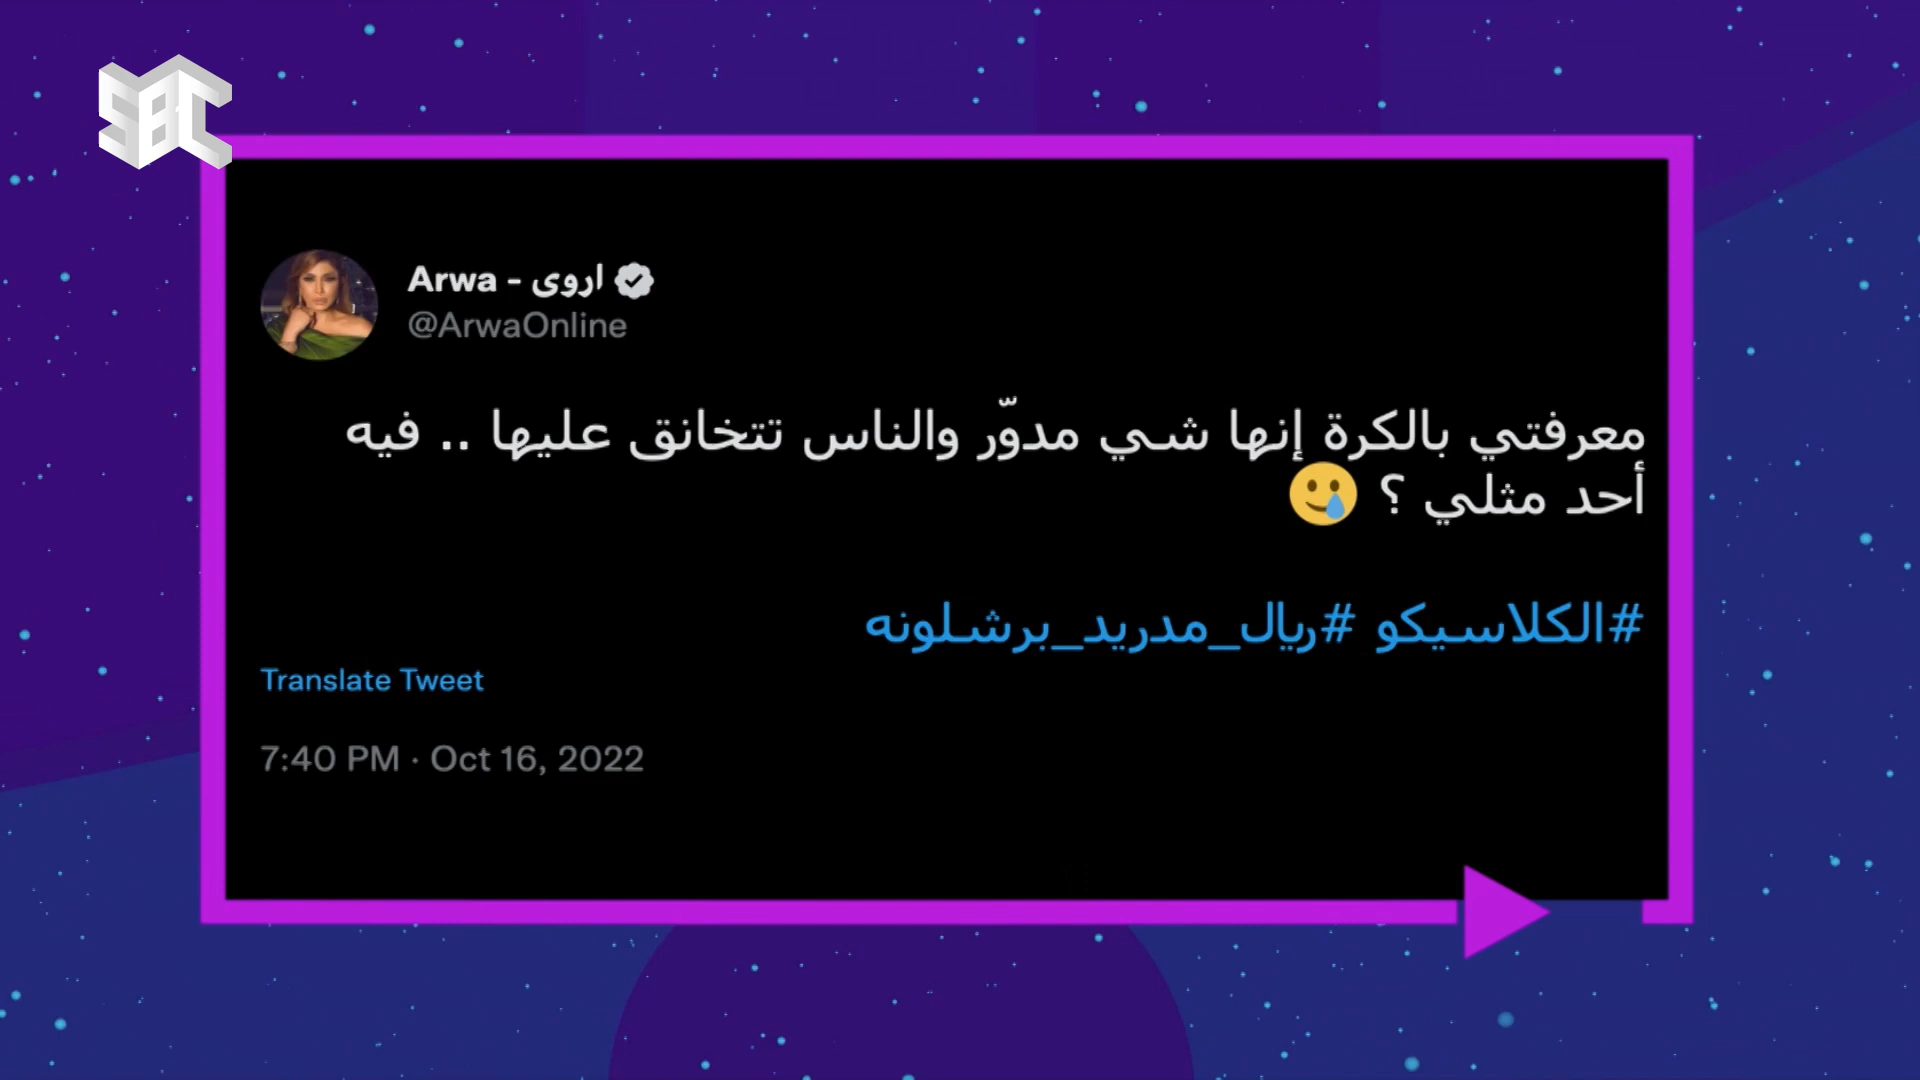 SBC
Arwa - اروى
@ArwaOnline
معرفتي بالكرة إنها شي مدوّر والناس تتخانق عليها .. فيه
أحد مثلي ؟ 🥲
#الكلاسيكو #ريال_مدريد_برشلونه
Translate Tweet
7:40 PM · Oct 16, 2022